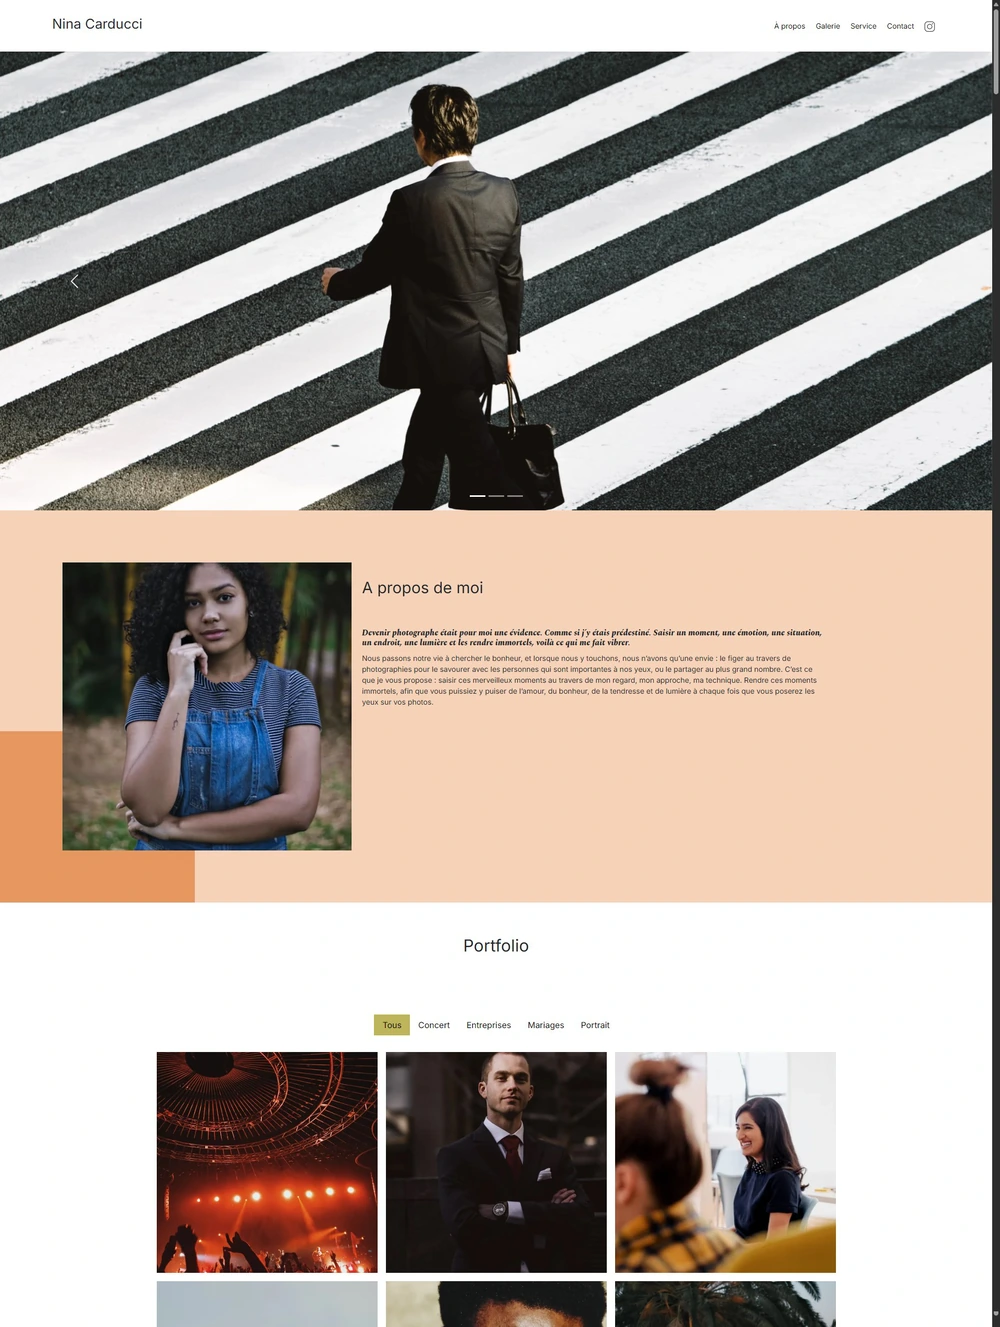 Nina Carducci
À propos
Galerie
Service
Contact
A propos de moi
Devenir photographe était pour moi une évidence. Comme si j'y étais prédestiné. Saisir un moment, une émotion, une situation,
un endroit, une lumière et les rendre immortels, voilà ce qui me fait vibrer.
Nous passons notre vie à chercher le bonheur, et lorsque nous y touchons, nous n'avons qu'une envie : le figer au travers de
photographies pour le savourer avec les personnes qui sont importantes à nos yeux, ou le partager au plus grand nombre. C'est ce
que je vous propose : saisir ces merveilleux moments au travers de mon regard, mon approche, ma technique. Rendre ces moments
immortels, afin que vous puissiez y puiser de l'amour, du bonheur, de la tendresse et de lumière à chaque fois que vous poserez les
yeux sur vos photos.
Portfolio
Tous
Concert
Entreprises
Mariages
Portrait